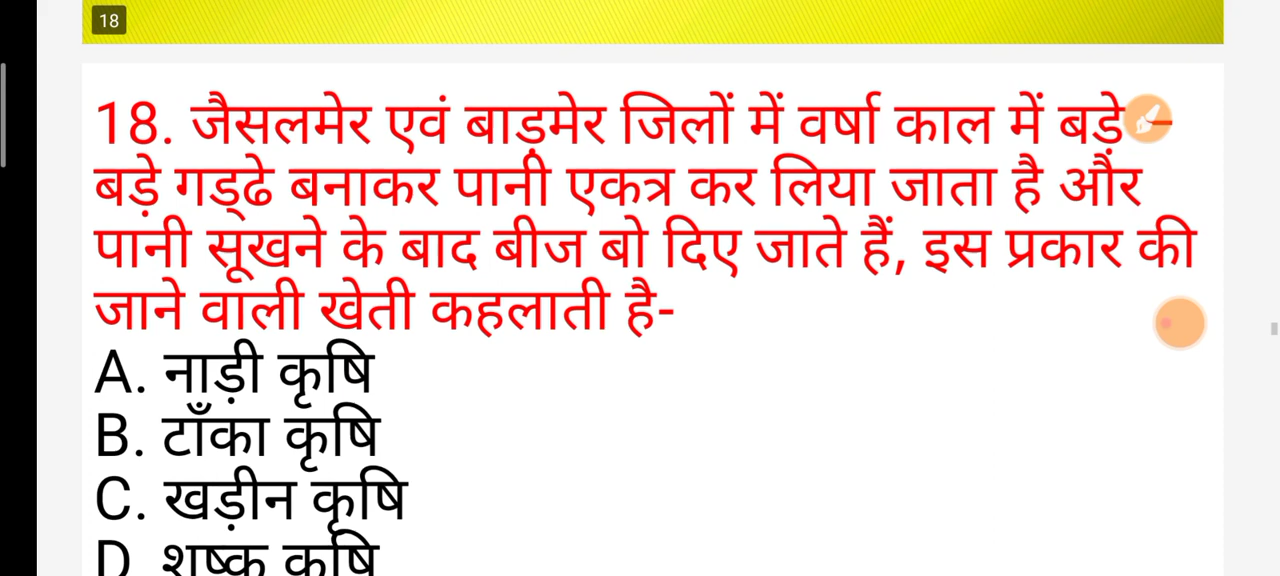 18
18. जैसलमेर एवं बाड़मेर जिलों में वर्षा काल में बड़े-
बड़े गड्ढे बनाकर पानी एकत्र कर लिया जाता है और
पानी सूखने के बाद बीज बो दिए जाते हैं, इस प्रकार की
जाने वाली खेती कहलाती है-
A. नाड़ी कृषि
B. टाँका कृषि
C. खड़ीन कृषि
D. शुष्क कृषि